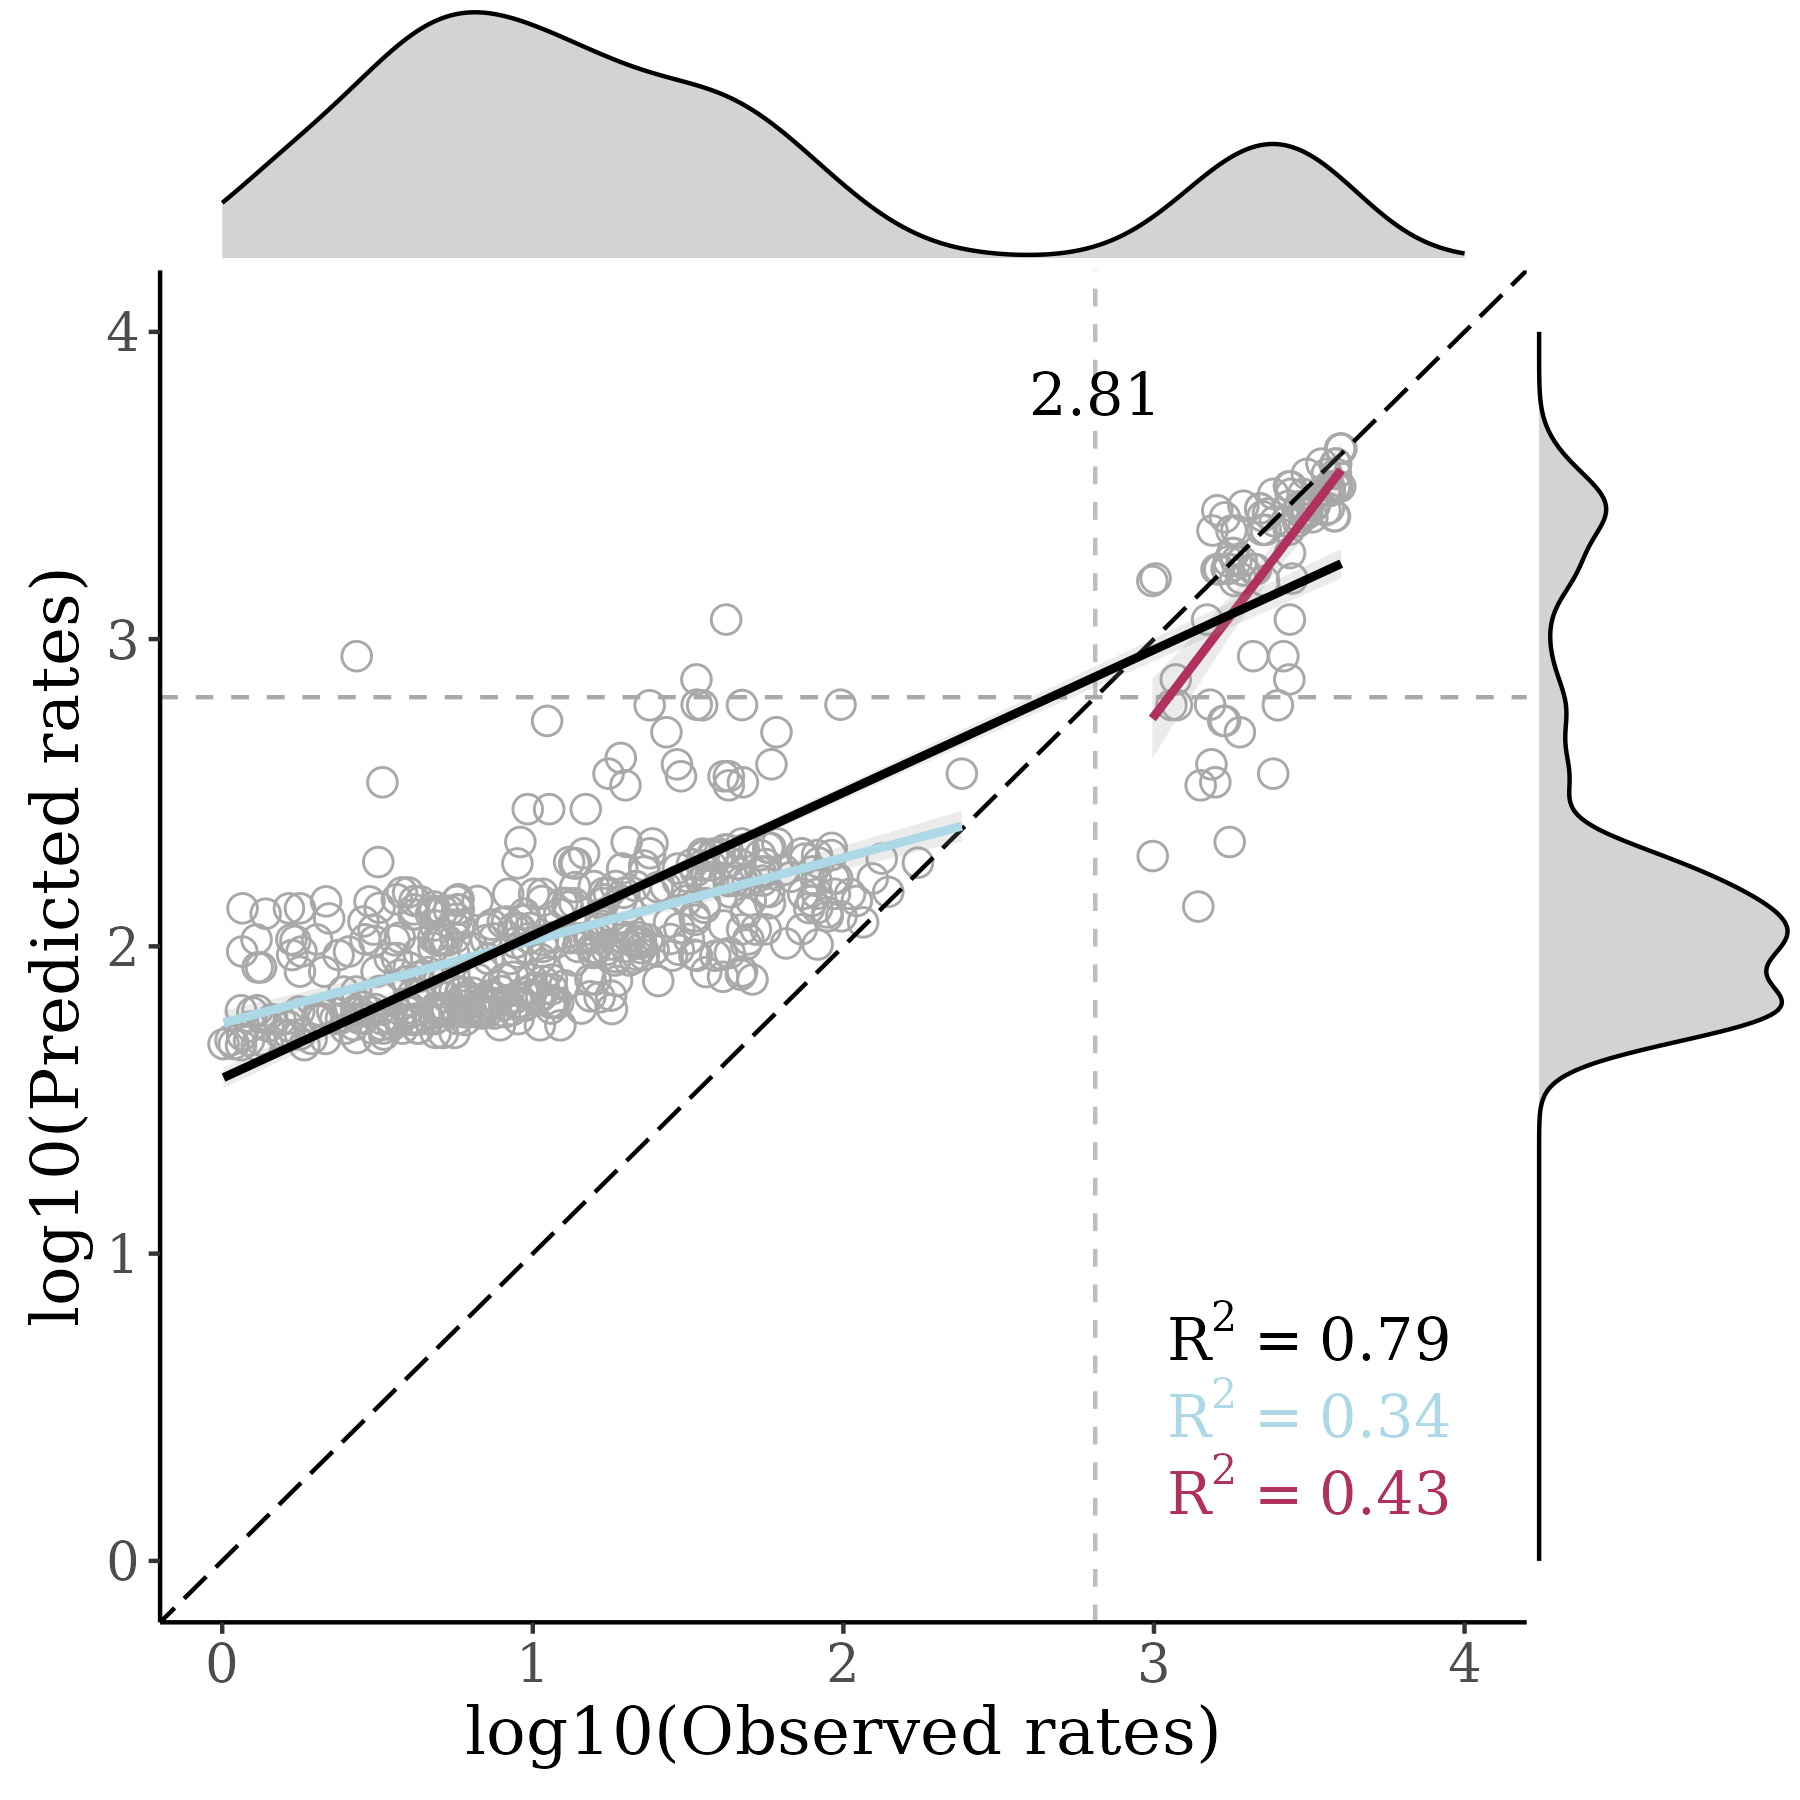 4
3
2
1
0
2.81
R² = 0.79
R² = 0.34
R² = 0.43
0 1 2 3 4
log10(Observed rates)
log10(Predicted rates)